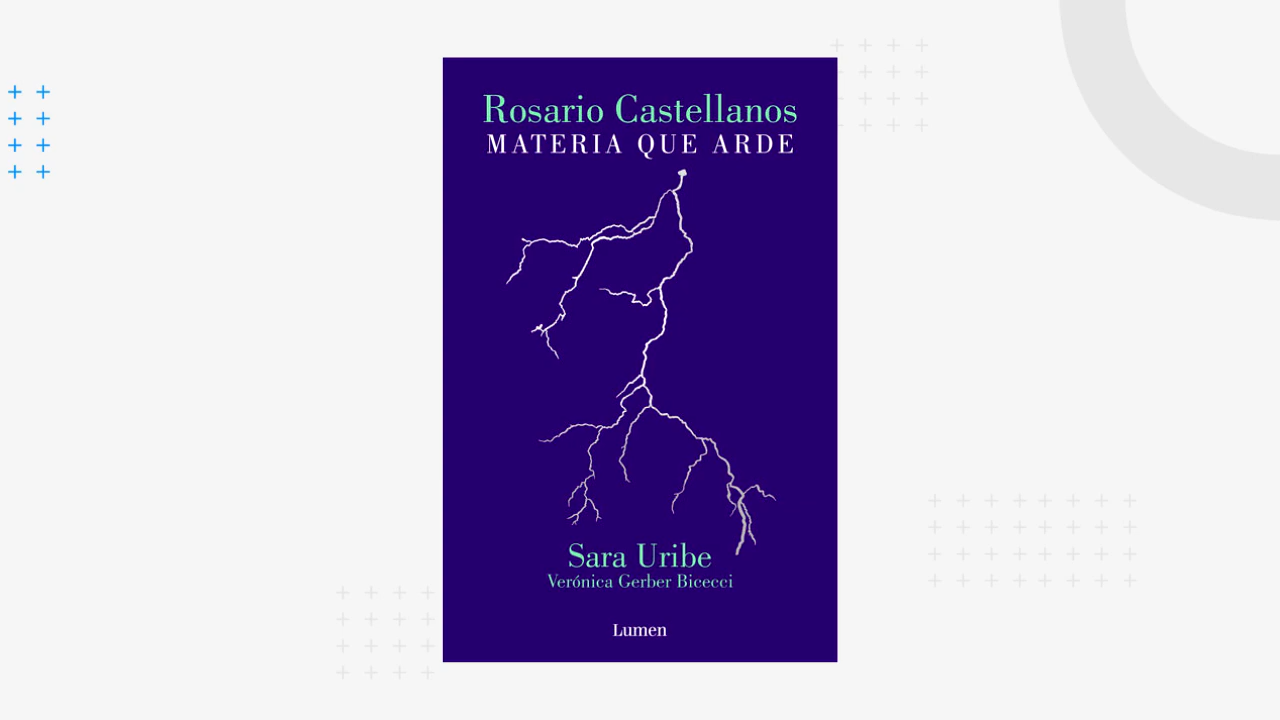 Rosario Castellanos
MATERIA QUE ARDE
Sara Uribe
Verónica Gerber Bicecci
Lumen